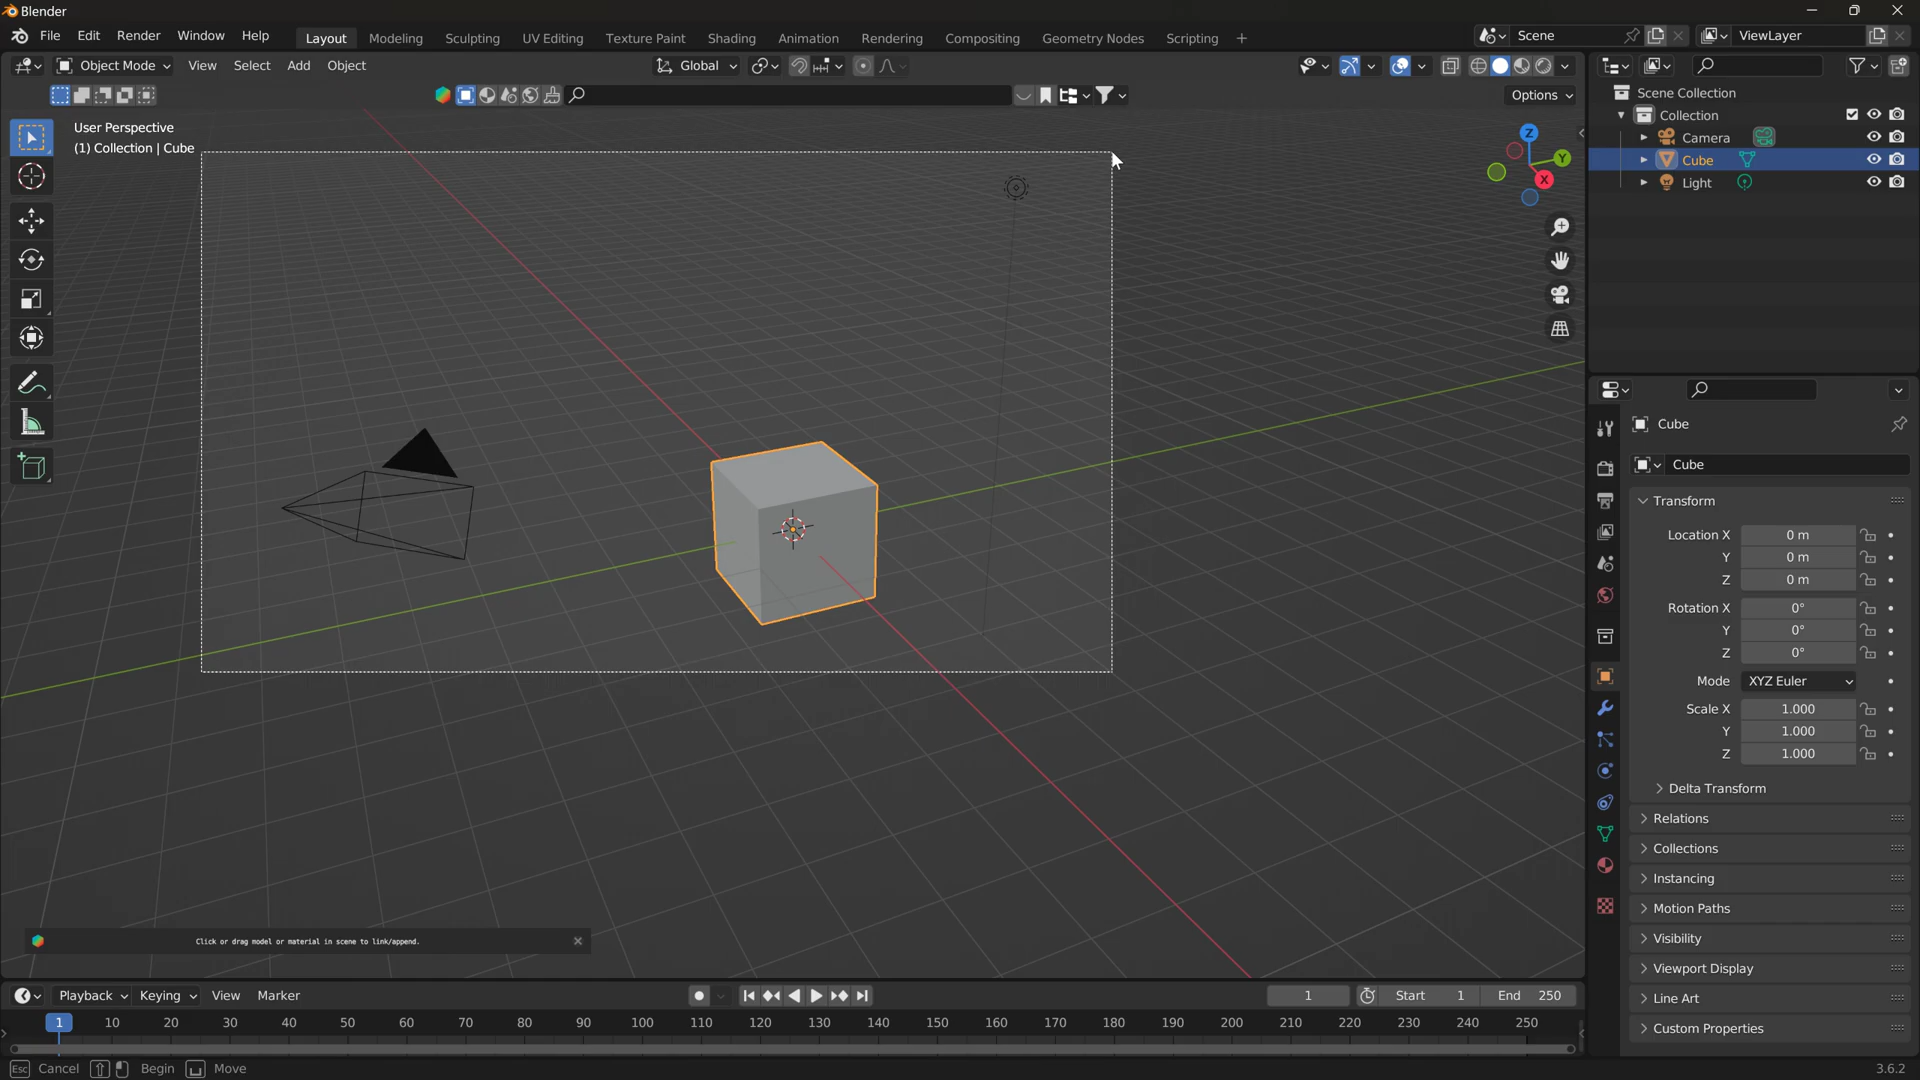 Blender
File Edit Render Window Help Layout Modeling Sculpting UV Editing Texture Paint Shading Animation Rendering Compositing Geometry Nodes Scripting + Scene ViewLayer
Object Mode View Select Add Object Global
Options
User Perspective
(1) Collection | Cube
Z
Y
X
Scene Collection
Collection
Camera
Cube
Light
Cube
Cube
Transform
Location X 0 m
Y 0 m
Z 0 m
Rotation X 0°
Y 0°
Z 0°
Mode XYZ Euler
Scale X 1.000
Y 1.000
Z 1.000
Delta Transform
Relations
Collections
Instancing
Motion Paths
Visibility
Viewport Display
Line Art
Custom Properties
Click or drag model or material in scene to link/append.
Playback Keying View Marker 1 Start 1 End 250
1 10 20 30 40 50 60 70 80 90 100 110 120 130 140 150 160 170 180 190 200 210 220 230 240 250
Esc Cancel Begin Move 3.6.2